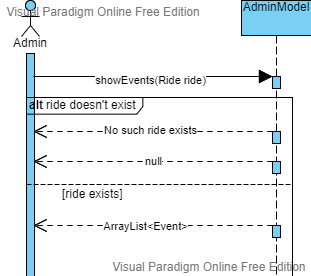 Visual Paradigm Online Free Edition
AdminModel
Admin
showEvents(Ride ride)
alt ride doesn't exist
No such ride exists
null
[ride exists]
ArrayList<Event>
Visual Paradigm Online Free Edition